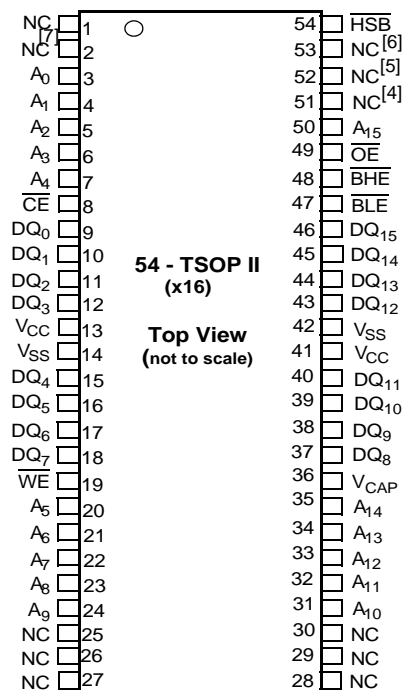 NC 1 54 HSB
NC[7] 2 53 NC[6]
A0 3 52 NC[5]
A1 4 51 NC[4]
A2 5 50 A15
A3 6 49 OE
A4 7 48 BHE
CE 8 47 BLE
DQ0 9 46 DQ15
DQ1 10 45 DQ14
54 - TSOP II
DQ2 11 44 DQ13
(x16)
DQ3 12 43 DQ12
VCC 13 42 VSS
Top View
VSS 14 41 VCC
(not to scale)
DQ4 15 40 DQ11
DQ5 16 39 DQ10
DQ6 17 38 DQ9
DQ7 18 37 DQ8
WE 19 36 VCAP
A5 20 35 A14
A6 21 34 A13
A7 22 33 A12
A8 23 32 A11
A9 24 31 A10
NC 25 30 NC
NC 26 29 NC
NC 27 28 NC